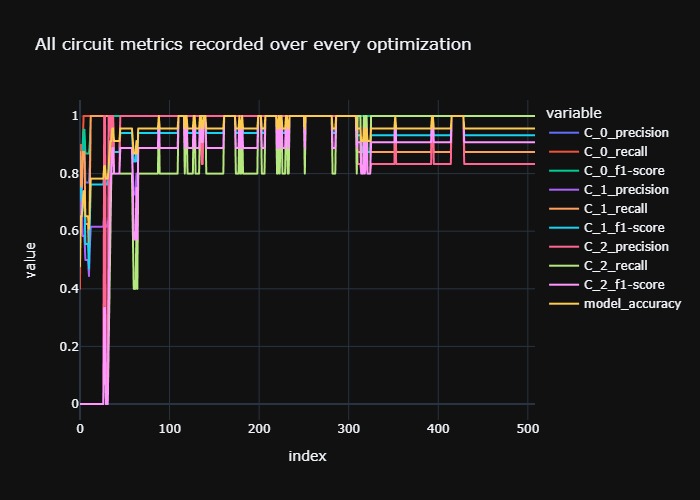 All circuit metrics recorded over every optimization
variable
C_0_precision
C_0_recall
C_0_f1-score
C_1_precision
C_1_recall
C_1_f1-score
C_2_precision
C_2_recall
C_2_f1-score
model_accuracy
value
1
0.8
0.6
0.4
0.2
0
0 100 200 300 400 500
index